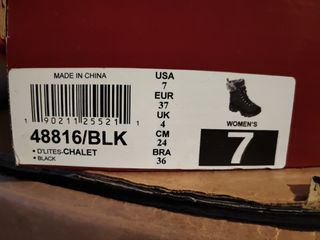 MADE IN CHINA
1 90211 25521 1
48816/BLK
• D'LITES-CHALET
• BLACK
USA
7
EUR
37
UK
4
CM
24
BRA
36
WOMEN'S
7